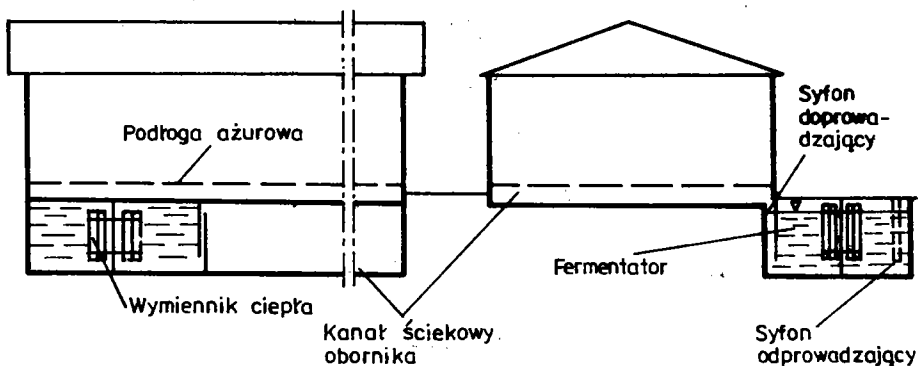 Podłoga ażurowa
Syfon
doprowa-
dzający
Fermentator
Wymiennik ciepła
Kanał ściekowy
obornika
Syfon
odprowadzający